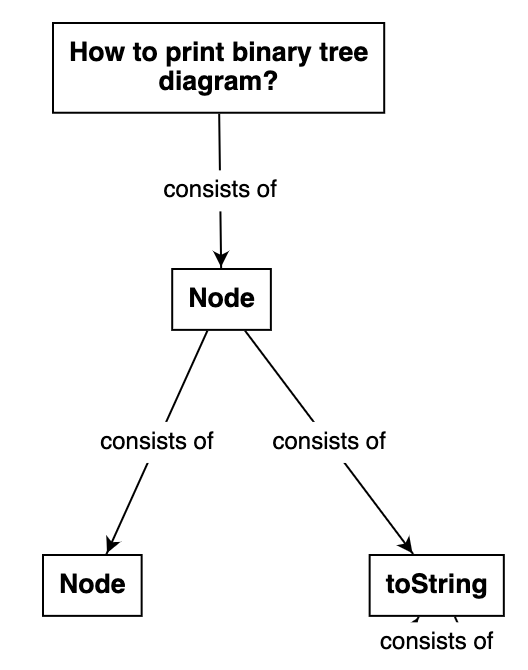 How to print binary tree
diagram?
consists of
Node
consists of
consists of
Node
toString
consists of